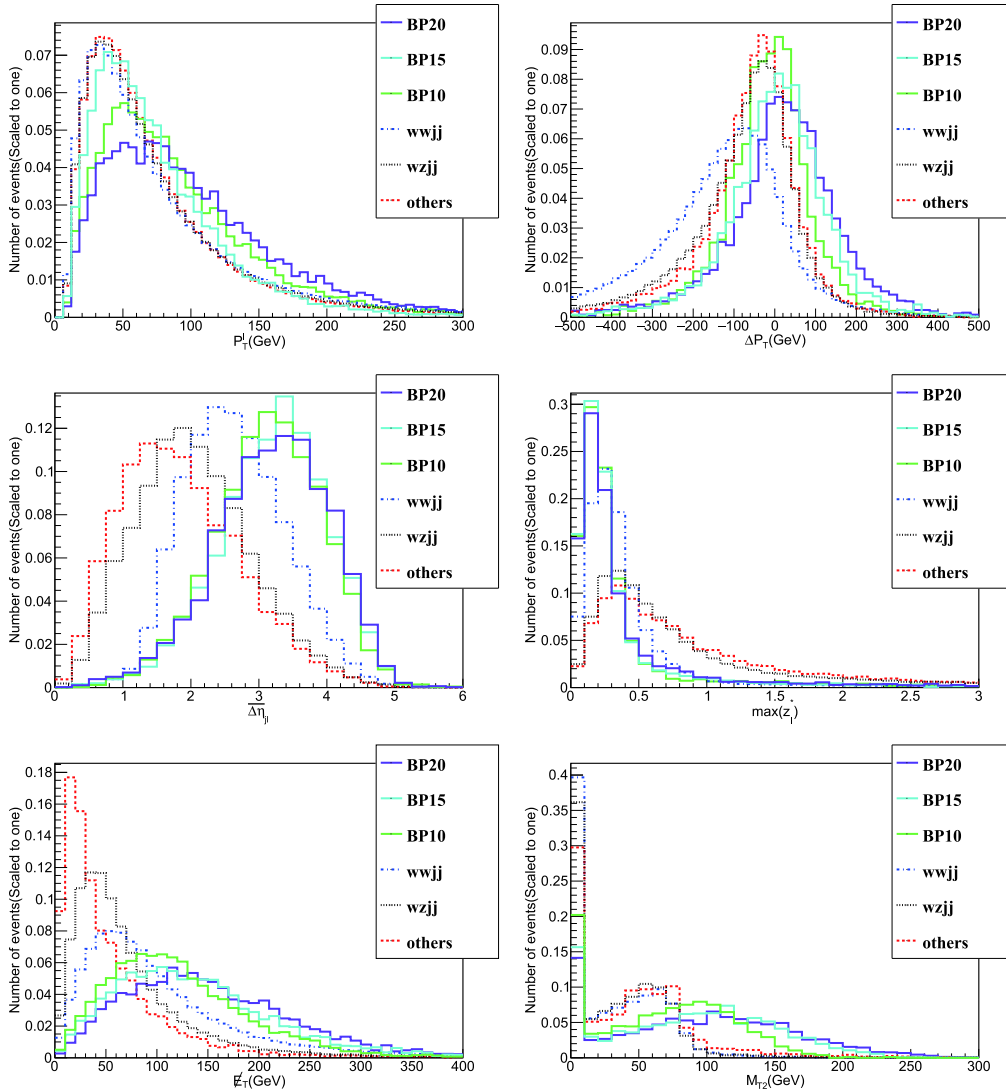 Number of events(Scaled to one)
0.07
0.06
0.05
0.04
0.03
0.02
0.01
0
0 50 100 150 200 250 300
P_T^l(GeV)
BP20
BP15
BP10
wwjj
wzjj
others
Number of events(Scaled to one)
0.09
0.08
0.07
0.06
0.05
0.04
0.03
0.02
0.01
0
−500 −400 −300 −200 −100 0 100 200 300 400 500
ΔP_T(GeV)
BP20
BP15
BP10
wwjj
wzjj
others
Number of events(Scaled to one)
0.12
0.1
0.08
0.06
0.04
0.02
0
0 1 2 3 4 5 6
Δη_jl
BP20
BP15
BP10
wwjj
wzjj
others
Number of events(Scaled to one)
0.3
0.25
0.2
0.15
0.1
0.05
0
0 0.5 1 1.5 2 2.5 3
max(z_l^*)
BP20
BP15
BP10
wwjj
wzjj
others
Number of events(Scaled to one)
0.18
0.16
0.14
0.12
0.1
0.08
0.06
0.04
0.02
0
0 50 100 150 200 250 300 350 400
E̸_T(GeV)
BP20
BP15
BP10
wwjj
wzjj
others
Number of events(Scaled to one)
0.4
0.35
0.3
0.25
0.2
0.15
0.1
0.05
0
0 50 100 150 200 250 300
M_T2(GeV)
BP20
BP15
BP10
wwjj
wzjj
others